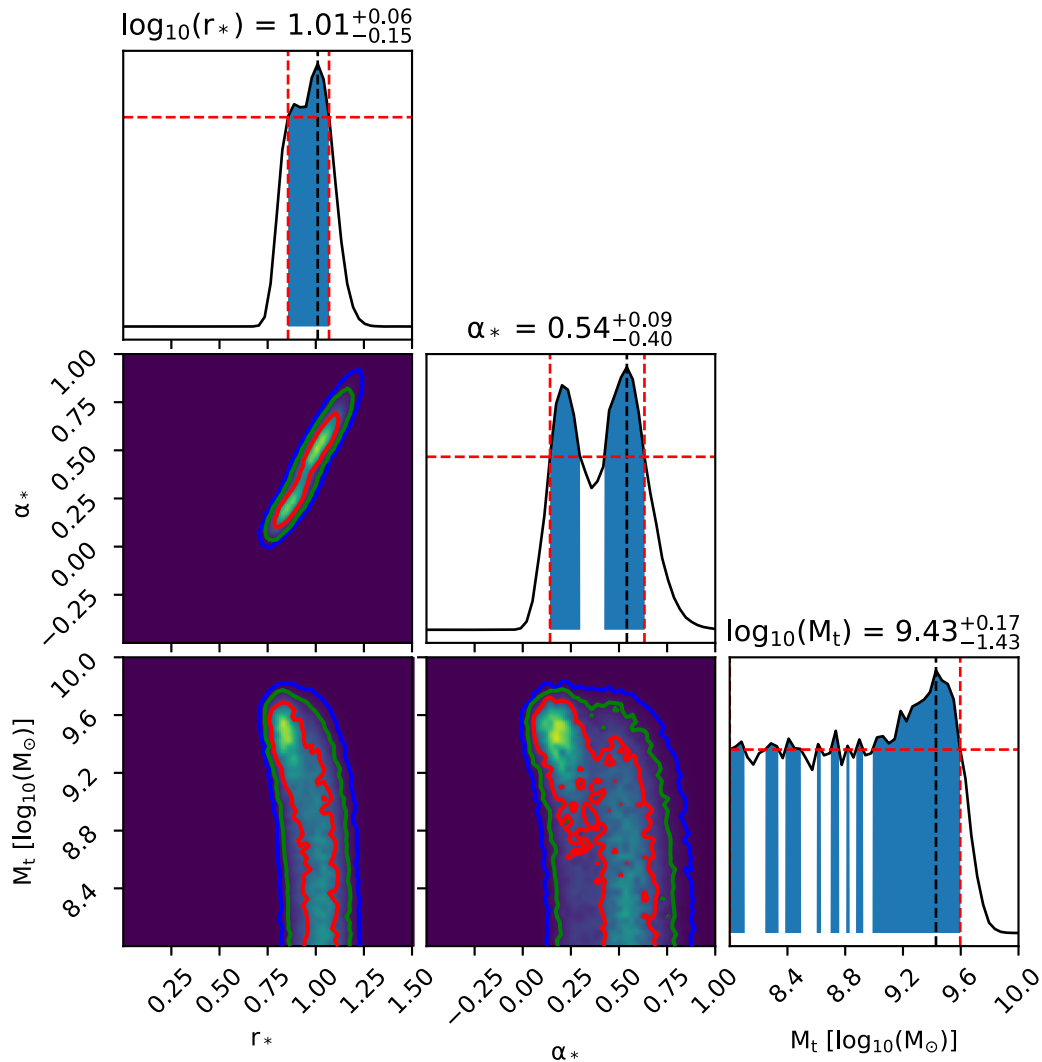 log₁₀(r*) = 1.01⁺⁰·⁰⁶₋₀.₁₅
α* = 0.54⁺⁰·⁰⁹₋₀.₄₀
log₁₀(Mₜ) = 9.43⁺⁰·¹⁷₋₁.₄₃
α*
1.00
0.75
0.50
0.25
0.00
−0.25
Mₜ [log₁₀(M☉)]
10.0
9.6
9.2
8.8
8.4
0.00 0.25 0.50 0.75 1.00 1.25 1.50
r*
−0.25 0.00 0.25 0.50 0.75 1.00
α*
8.4 8.8 9.2 9.6 10.0
Mₜ [log₁₀(M☉)]